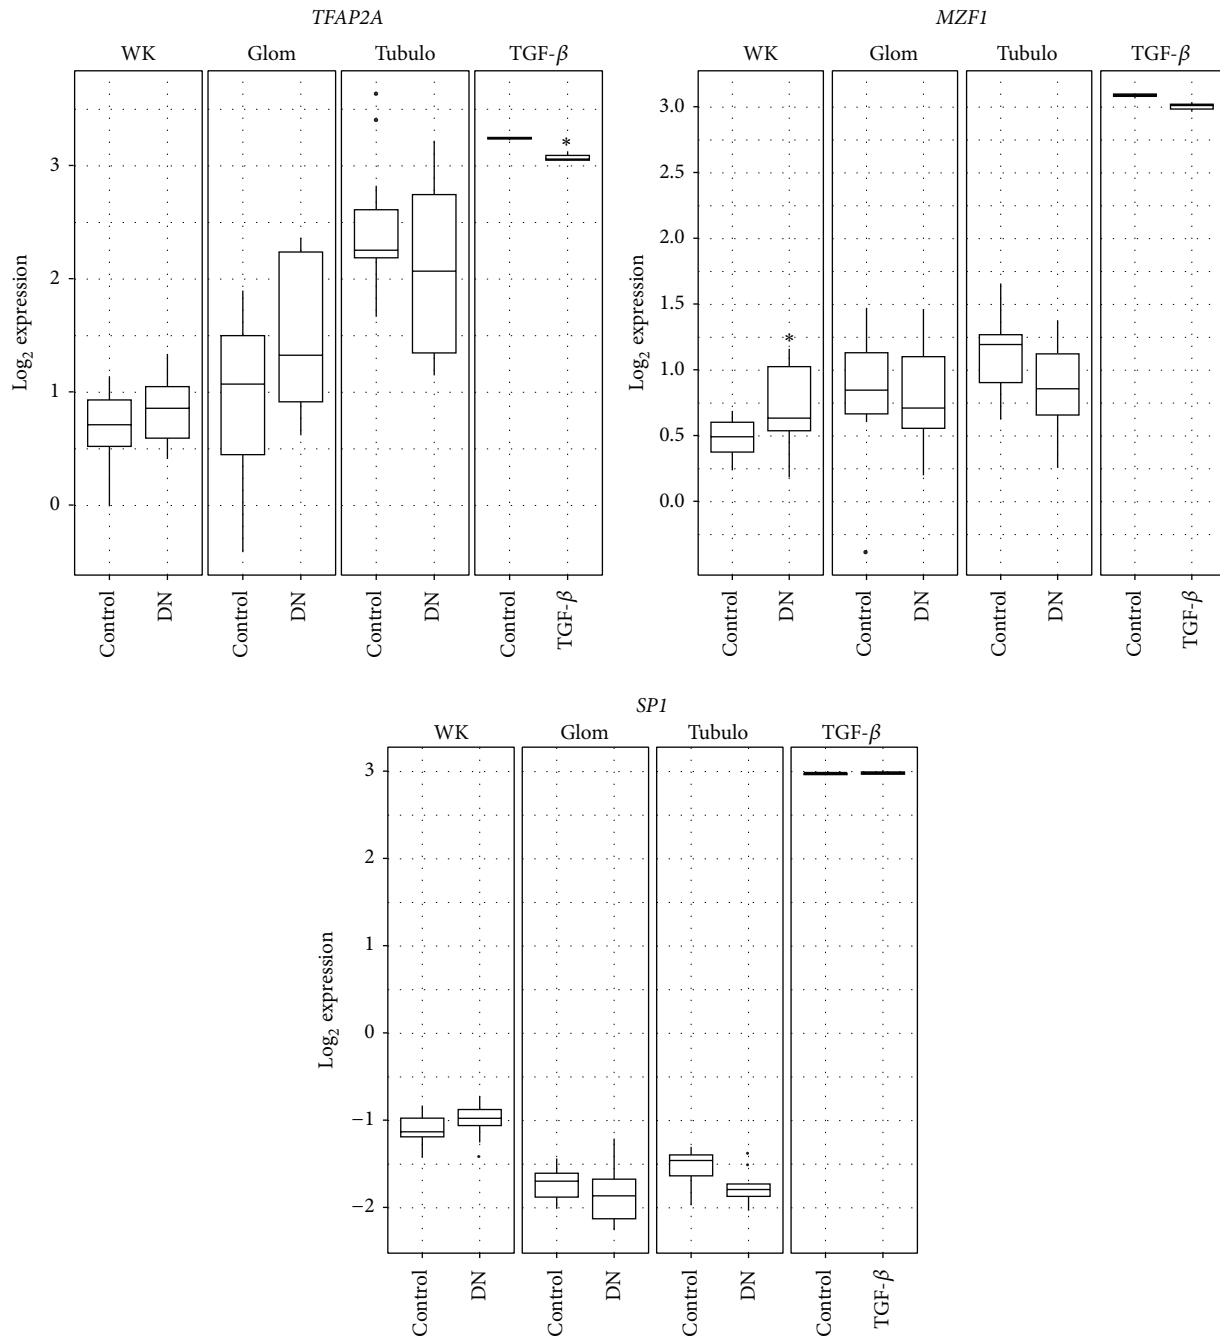 TFAP2A
WK Glom Tubulo TGF-β
Log₂ expression
3
2
1
0
*
Control DN Control DN Control DN Control TGF-β
MZF1
WK Glom Tubulo TGF-β
Log₂ expression
3.0
2.5
2.0
1.5
1.0
0.5
0.0
*
Control DN Control DN Control DN Control TGF-β
SP1
WK Glom Tubulo TGF-β
Log₂ expression
3
2
1
0
−1
−2
Control DN Control DN Control DN Control TGF-β